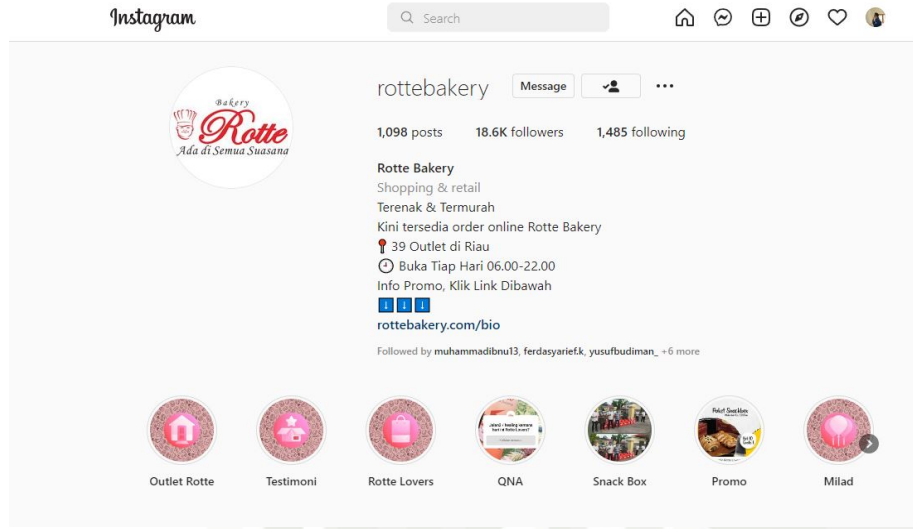 Instagram
Search
rottebakery
Message
1,098 posts 18.6K followers 1,485 following
Bakery
Rotte
Ada di Semua Suasana
Rotte Bakery
Shopping & retail
Terenak & Termurah
Kini tersedia order online Rotte Bakery
39 Outlet di Riau
Buka Tiap Hari 06.00-22.00
Info Promo, Klik Link Dibawah
rottebakery.com/bio
Followed by muhammadibnu13, ferdasyarief.k, yusufbudiman_ +6 more
Paket Snackbox
Outlet Rotte Testimoni Rotte Lovers QNA Snack Box Promo Milad